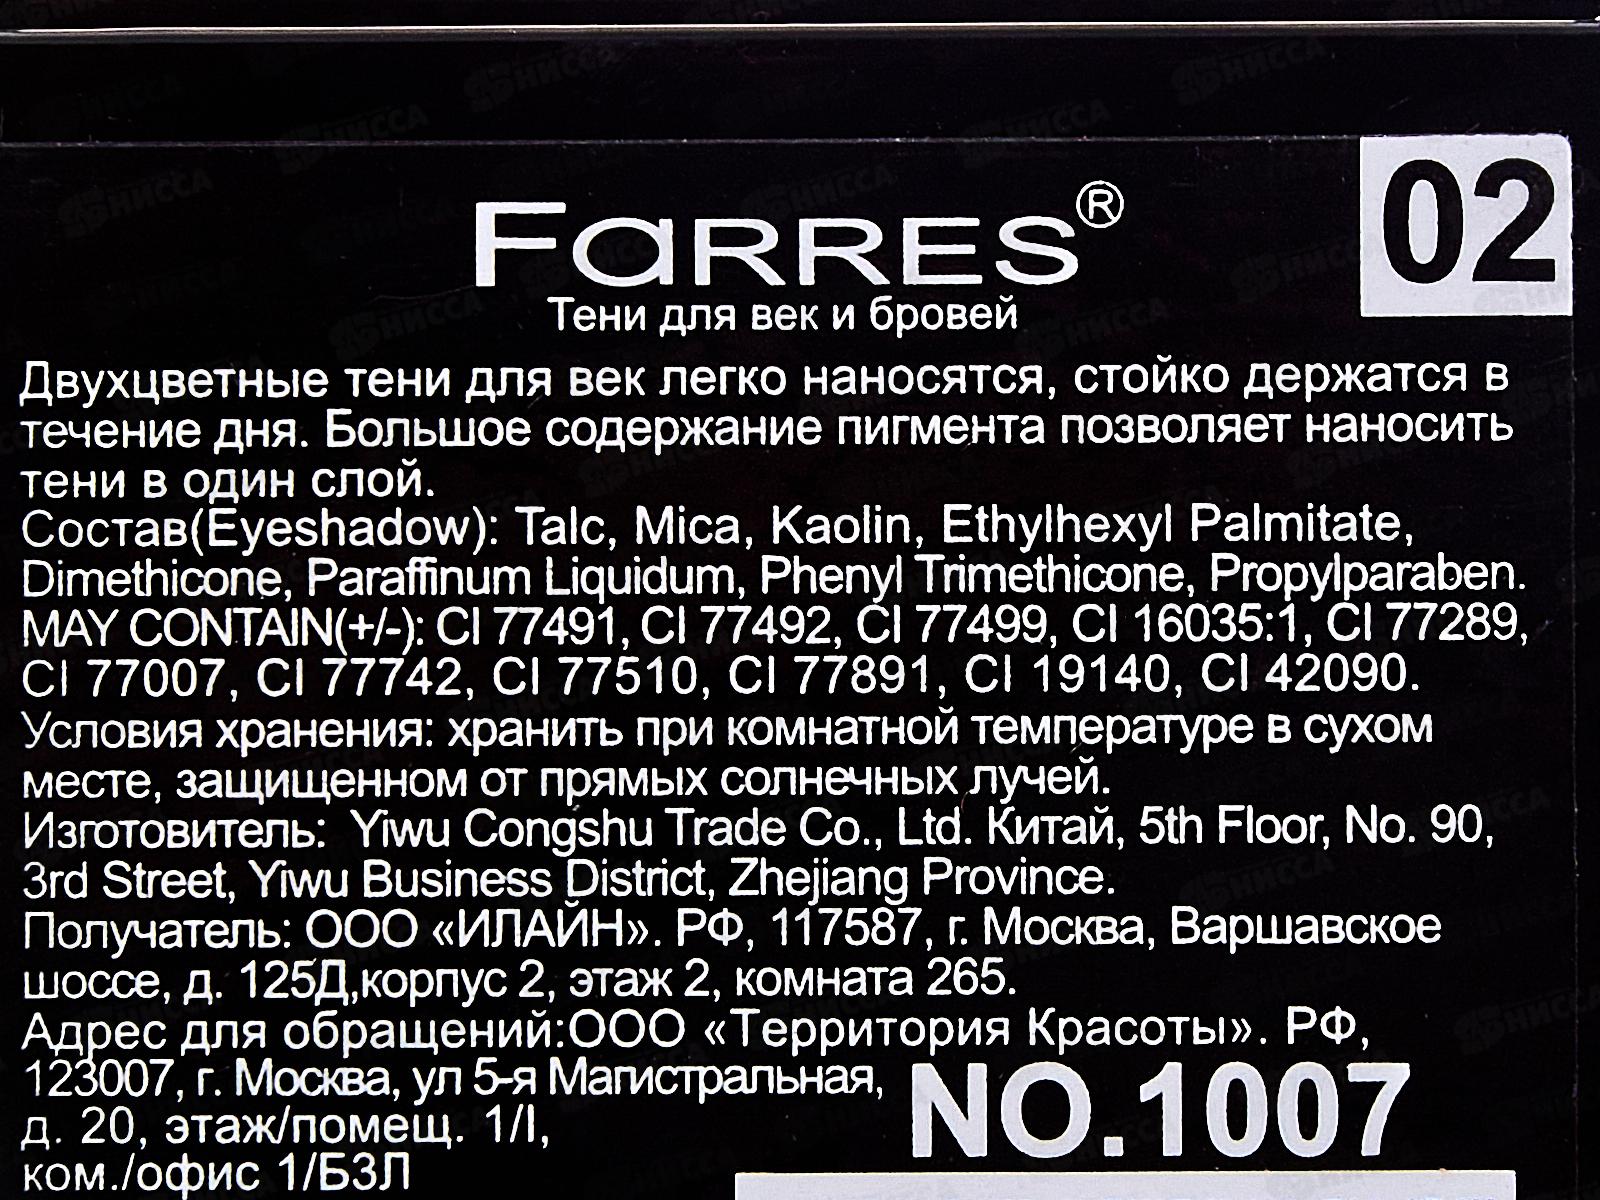 FARRES®
02
Тени для век и бровей
Двухцветные тени для век легко наносятся, стойко держатся в
течение дня. Большое содержание пигмента позволяет наносить
тени в один слой.
Состав(Eyeshadow): Talc, Mica, Kaolin, Ethylhexyl Palmitate,
Dimethicone, Paraffinum Liquidum, Phenyl Trimethicone, Propylparaben.
MAY CONTAIN(+/-): CI 77491, CI 77492, CI 77499, CI 16035:1, CI 77289,
CI 77007, CI 77742, CI 77510, CI 77891, CI 19140, CI 42090.
Условия хранения: хранить при комнатной температуре в сухом
месте, защищенном от прямых солнечных лучей.
Изготовитель: Yiwu Congshu Trade Co., Ltd. Китай, 5th Floor, No. 90,
3rd Street, Yiwu Business District, Zhejiang Province.
Получатель: ООО «ИЛАЙН». РФ, 117587, г. Москва, Варшавское
шоссе, д. 125Д,корпус 2, этаж 2, комната 265.
Адрес для обращений:ООО «Территория Красоты». РФ,
123007, г. Москва, ул 5-я Магистральная,
д. 20, этаж/помещ. 1/I,
ком./офис 1/Б3Л
NO.1007